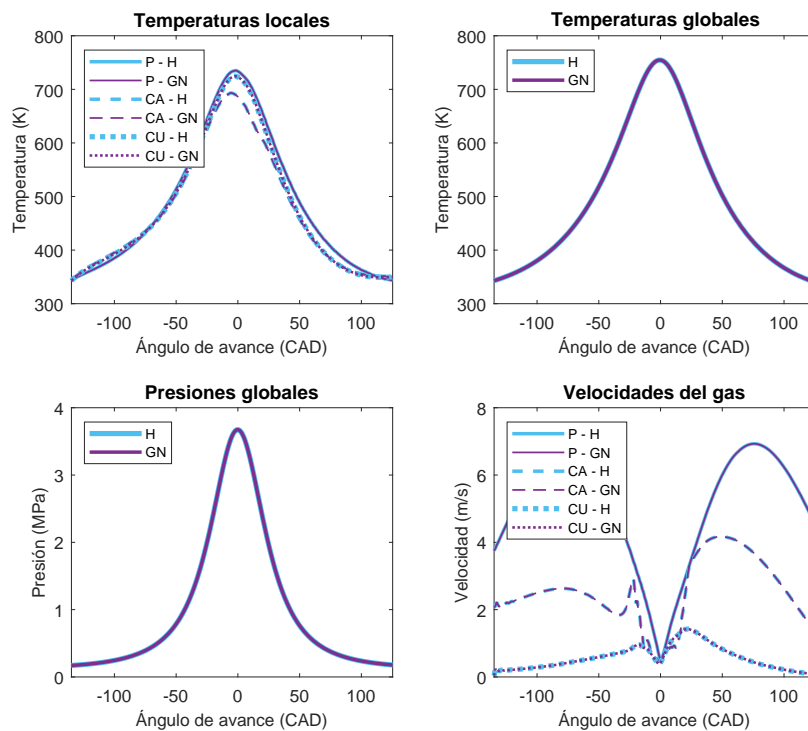 Temperaturas locales
800
700
600
500
400
300
Temperatura (K)
P - H
P - GN
CA - H
CA - GN
CU - H
CU - GN
-100
-50
0
50
100
Ángulo de avance (CAD)
Temperaturas globales
800
700
600
500
400
300
Temperatura (K)
H
GN
-100
-50
0
50
100
Ángulo de avance (CAD)
Presiones globales
4
3
2
1
0
Presión (MPa)
H
GN
-100
-50
0
50
100
Ángulo de avance (CAD)
Velocidades del gas
8
6
4
2
0
Velocidad (m/s)
P - H
P - GN
CA - H
CA - GN
CU - H
CU - GN
-100
-50
0
50
100
Ángulo de avance (CAD)